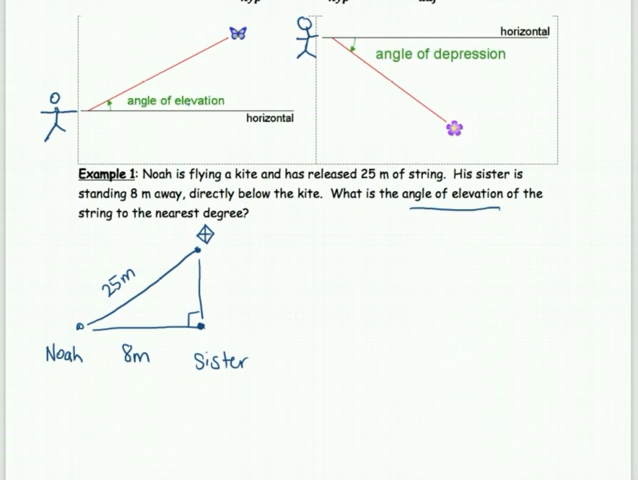 horizontal
angle of depression
angle of elevation
horizontal
Example 1: Noah is flying a kite and has released 25 m of string. His sister is
standing 8 m away, directly below the kite. What is the angle of elevation of the
string to the nearest degree?
25m
Noah 8m Sister